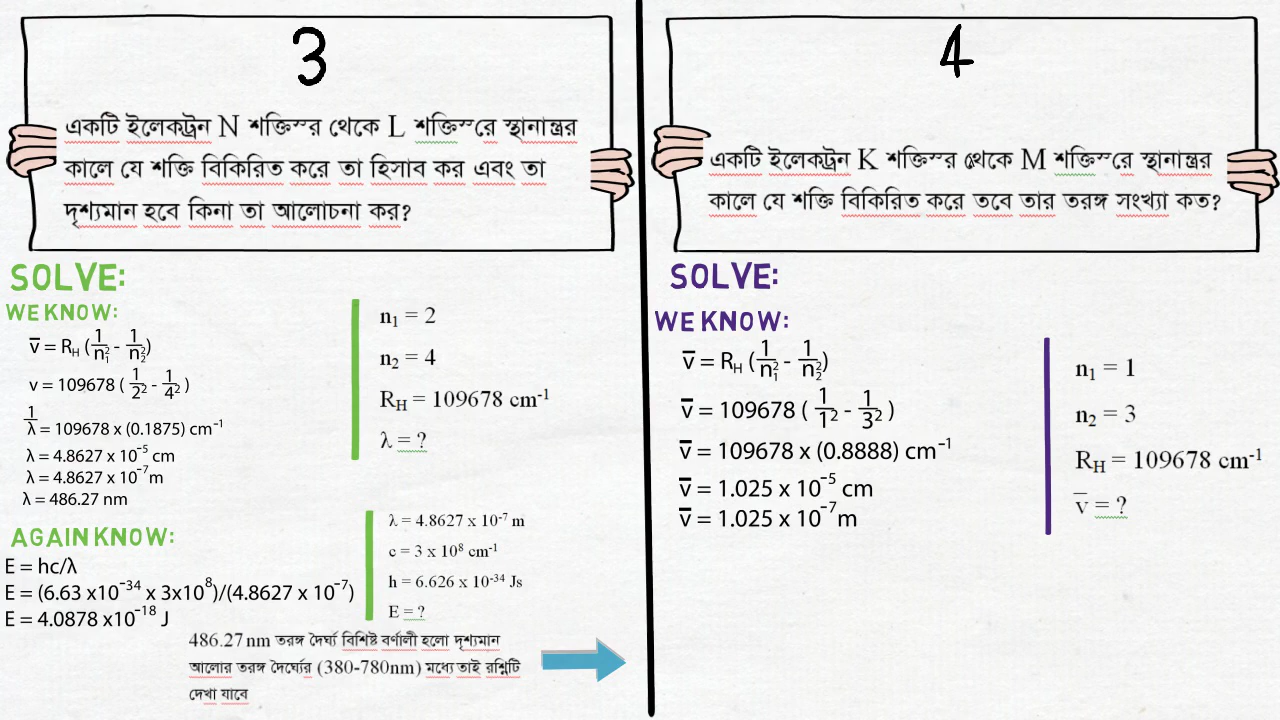 3
একটি ইলেকট্রন N শক্তিস্তর থেকে L শক্তিস্তরে স্থানান্তর
কালে যে শক্তি বিকিরিত করে তা হিসাব কর এবং তা
দৃশ্যমান হবে কিনা তা আলোচনা কর?
SOLVE:
WE KNOW:
v̅ = R_H (1/n₁² - 1/n₂²)
v = 109678 ( 1/2² - 1/4² )
1/λ = 109678 x (0.1875) cm⁻¹
λ = 4.8627 x 10⁻⁵ cm
λ = 4.8627 x 10⁻⁷ m
λ = 486.27 nm
n₁ = 2
n₂ = 4
R_H = 109678 cm⁻¹
λ = ?
AGAIN KNOW:
E = hc/λ
E = (6.63 x10⁻³⁴ x 3x10⁸)/(4.8627 x 10⁻⁷)
E = 4.0878 x10⁻¹⁸ J
λ = 4.8627 x 10⁻⁷ m
c = 3 x 10⁸ cm⁻¹
h = 6.626 x 10⁻³⁴ Js
E = ?
486.27 nm তরঙ্গ দৈর্ঘ্য বিশিষ্ট বর্ণালী হলো দৃশ্যমান
আলোর তরঙ্গ দৈর্ঘ্যের (380-780nm) মধ্যে তাই রশ্মিটি
দেখা যাবে
4
একটি ইলেকট্রন K শক্তিস্তর থেকে M শক্তিস্তরে স্থানান্তর
কালে যে শক্তি বিকিরিত করে তবে তার তরঙ্গ সংখ্যা কত?
SOLVE:
WE KNOW:
v̅ = R_H (1/n₁² - 1/n₂²)
v̅ = 109678 ( 1/1² - 1/3² )
v̅ = 109678 x (0.8888) cm⁻¹
v̅ = 1.025 x 10⁻⁵ cm
v̅ = 1.025 x 10⁻⁷ m
n₁ = 1
n₂ = 3
R_H = 109678 cm⁻¹
v̅ = ?